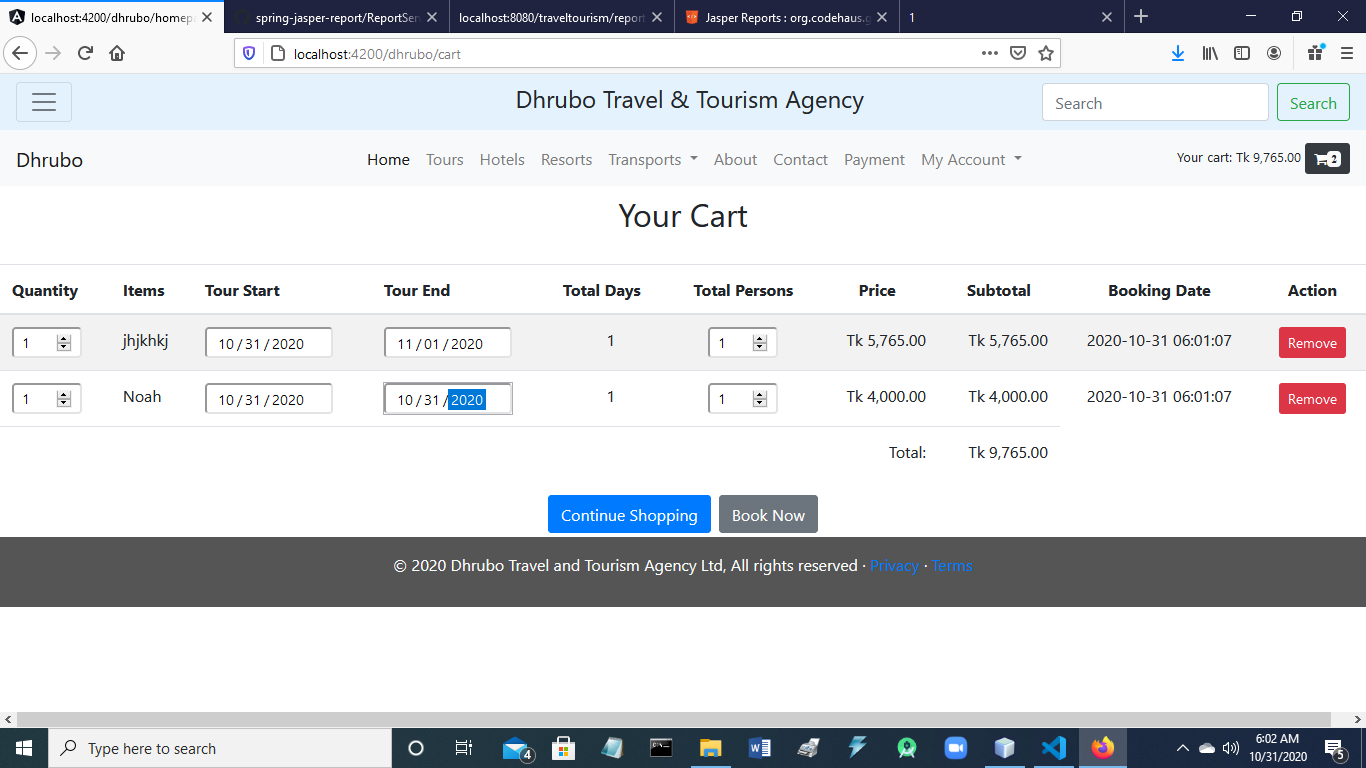 localhost:4200/dhrubo/homep
spring-jasper-report/ReportSer
localhost:8080/traveltourism/report
Jasper Reports : org.codehaus.g
1
localhost:4200/dhrubo/cart
Dhrubo Travel & Tourism Agency
Search
Search
Dhrubo
Home Tours Hotels Resorts Transports About Contact Payment My Account
Your cart: Tk 9,765.00 2
Your Cart
Quantity Items Tour Start Tour End Total Days Total Persons Price Subtotal Booking Date Action
1 jhjkhkj 10/31/2020 11/01/2020 1 1 Tk 5,765.00 Tk 5,765.00 2020-10-31 06:01:07 Remove
1 Noah 10/31/2020 10/31/2020 1 1 Tk 4,000.00 Tk 4,000.00 2020-10-31 06:01:07 Remove
Total: Tk 9,765.00
Continue Shopping Book Now
© 2020 Dhrubo Travel and Tourism Agency Ltd, All rights reserved · Privacy · Terms
Type here to search
4
6:02 AM
10/31/2020
5